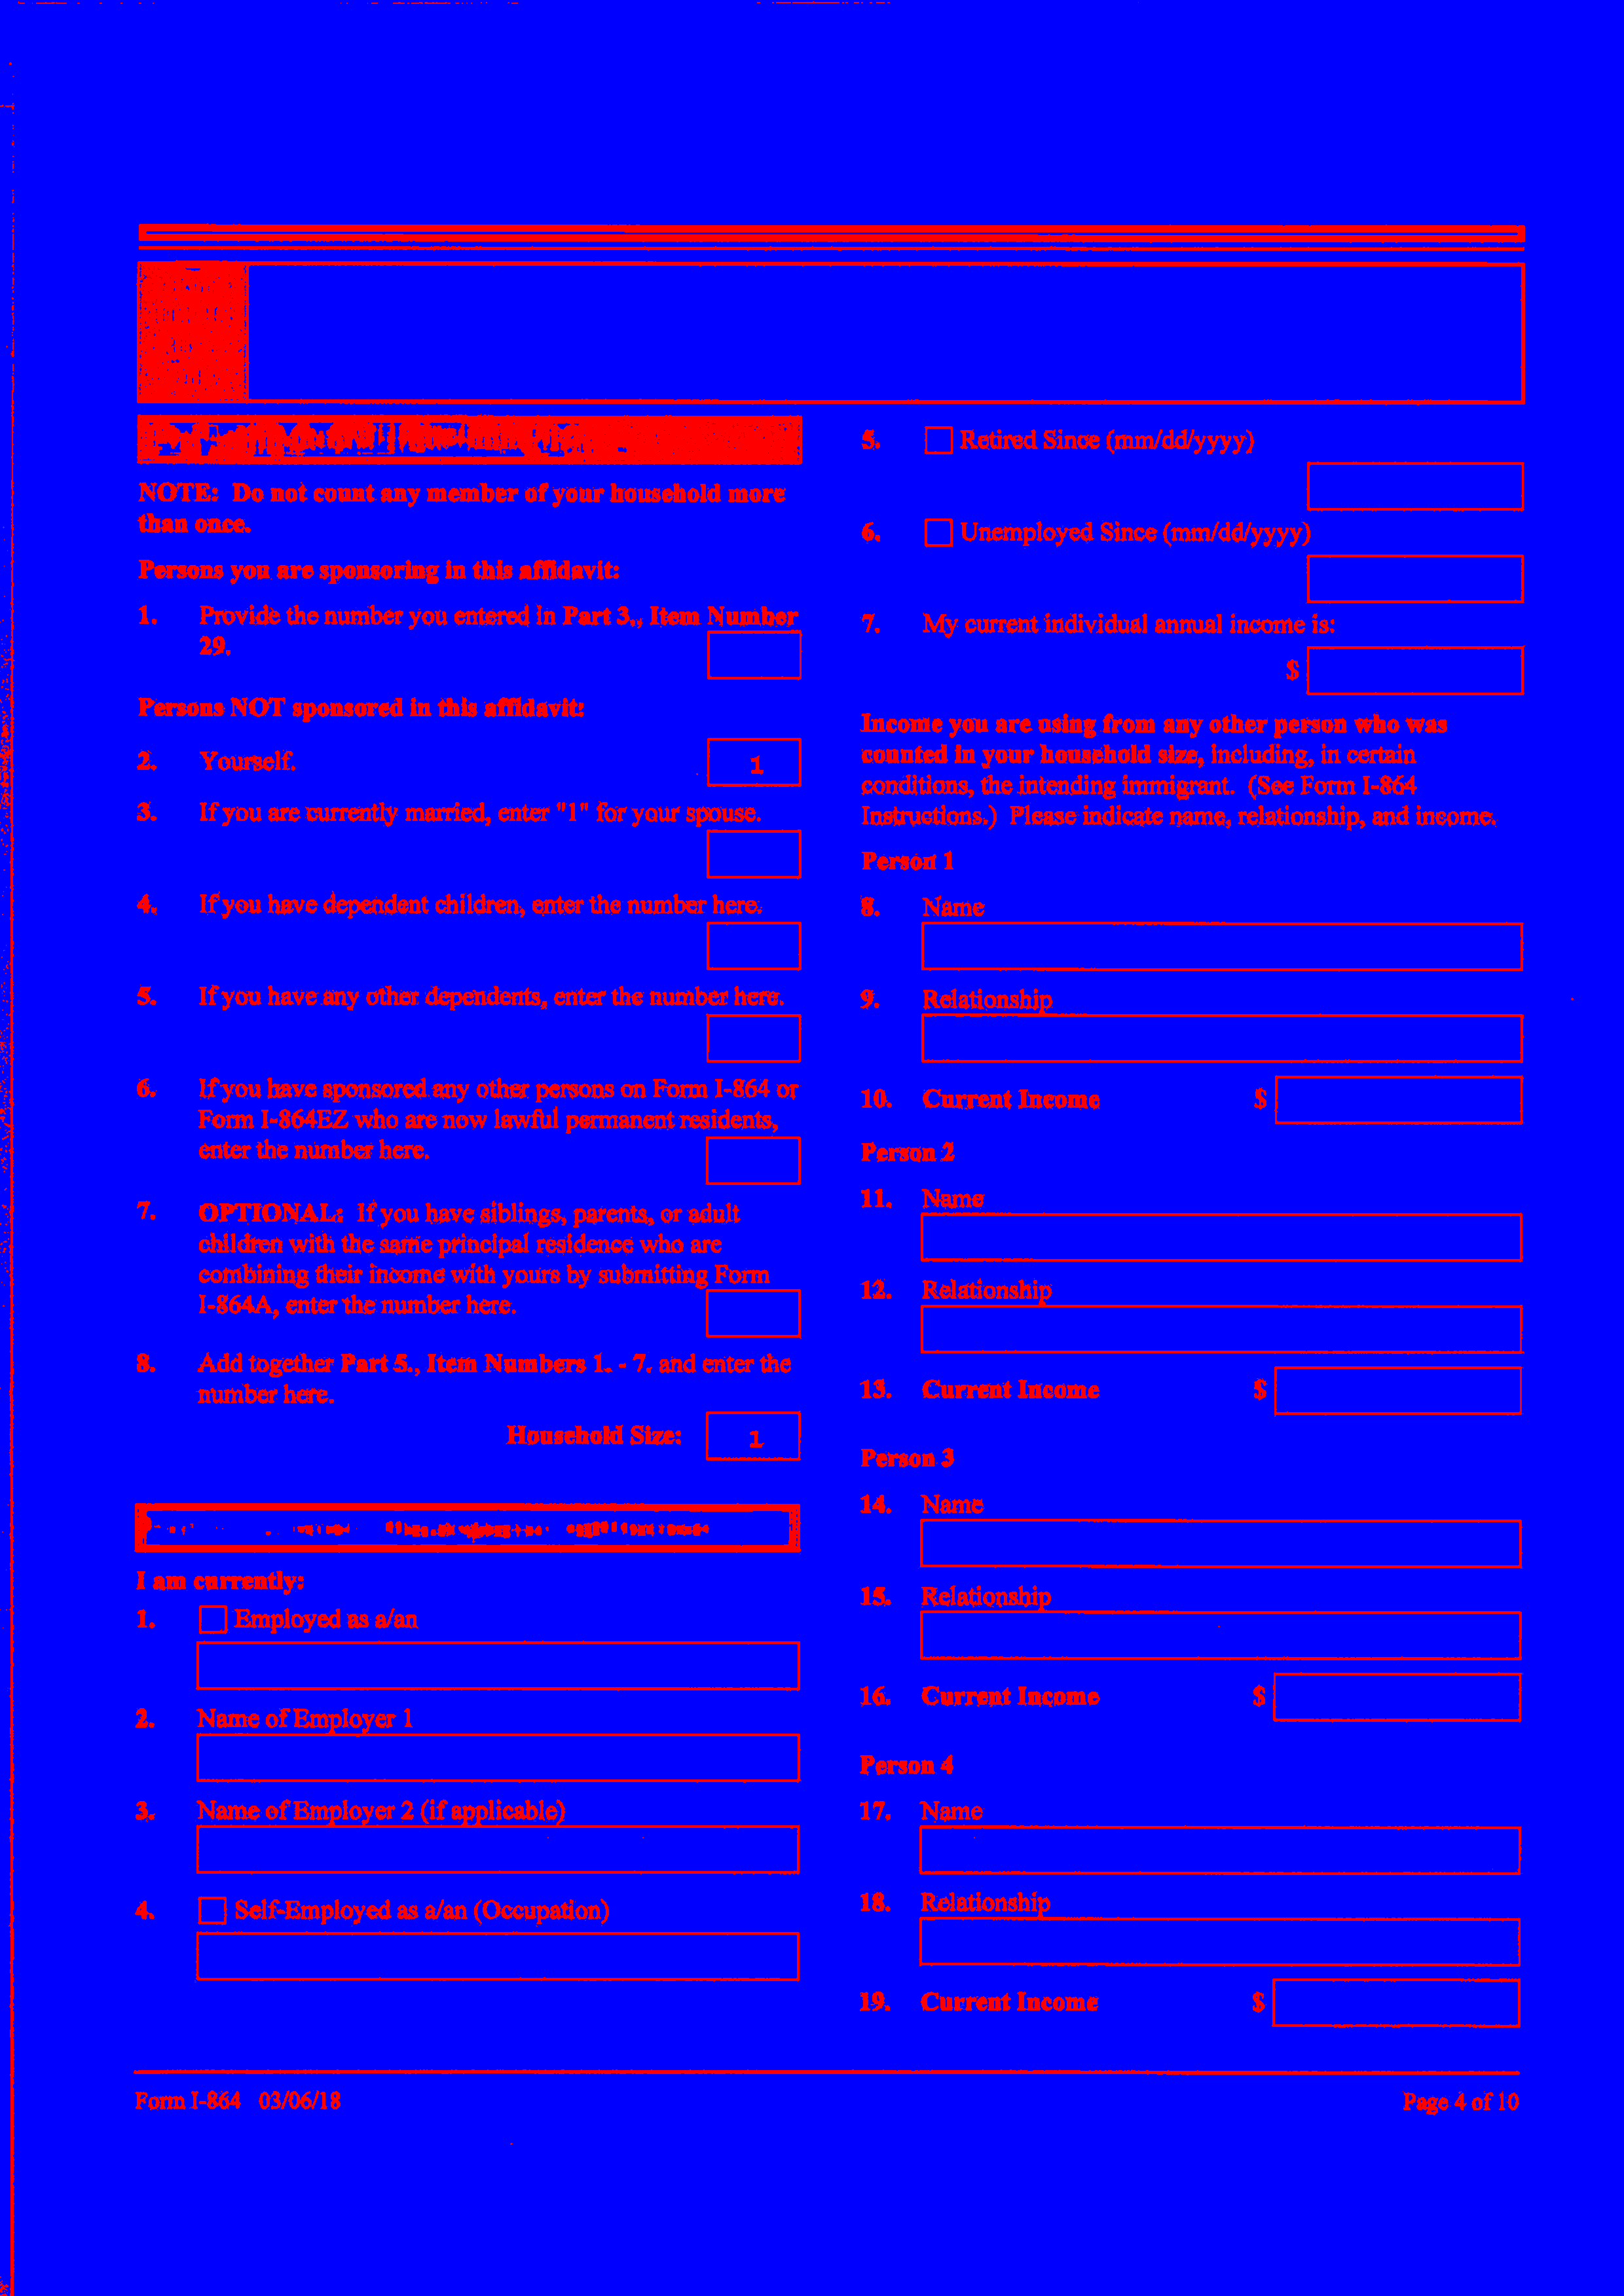 NOTE: Do not count any member of your household more
than once.
Persons you are sponsoring in this affidavit:
1. Provide the number you entered in Part 3., Item Number
29.
Persons NOT sponsored in this affidavit:
2. Yourself.
1
3. If you are currently married, enter "1" for your spouse.
4. If you have dependent children, enter the number here.
5. If you have any other dependents, enter the number here.
6. If you have sponsored any other persons on Form I-864 or
Form I-864EZ who are now lawful permanent residents,
enter the number here.
7. OPTIONAL: If you have siblings, parents, or adult
children with the same principal residence who are
combining their income with yours by submitting Form
I-864A, enter the number here.
8. Add together Part 5., Item Numbers 1. - 7. and enter the
number here.
Household Size: 1
I am currently:
1. Employed as a/an
2. Name of Employer 1
3. Name of Employer 2 (if applicable)
4. Self-Employed as a/an (Occupation)
5. Retired Since (mm/dd/yyyy)
6. Unemployed Since (mm/dd/yyyy)
7. My current individual annual income is:
$
Income you are using from any other person who was
counted in your household size, including, in certain
conditions, the intending immigrant. (See Form I-864
Instructions.) Please indicate name, relationship, and income.
Person 1
8. Name
9. Relationship
10. Current Income $
Person 2
11. Name
12. Relationship
13. Current Income $
Person 3
14. Name
15. Relationship
16. Current Income $
Person 4
17. Name
18. Relationship
19. Current Income $
Form I-864 03/06/18
Page 4 of 10